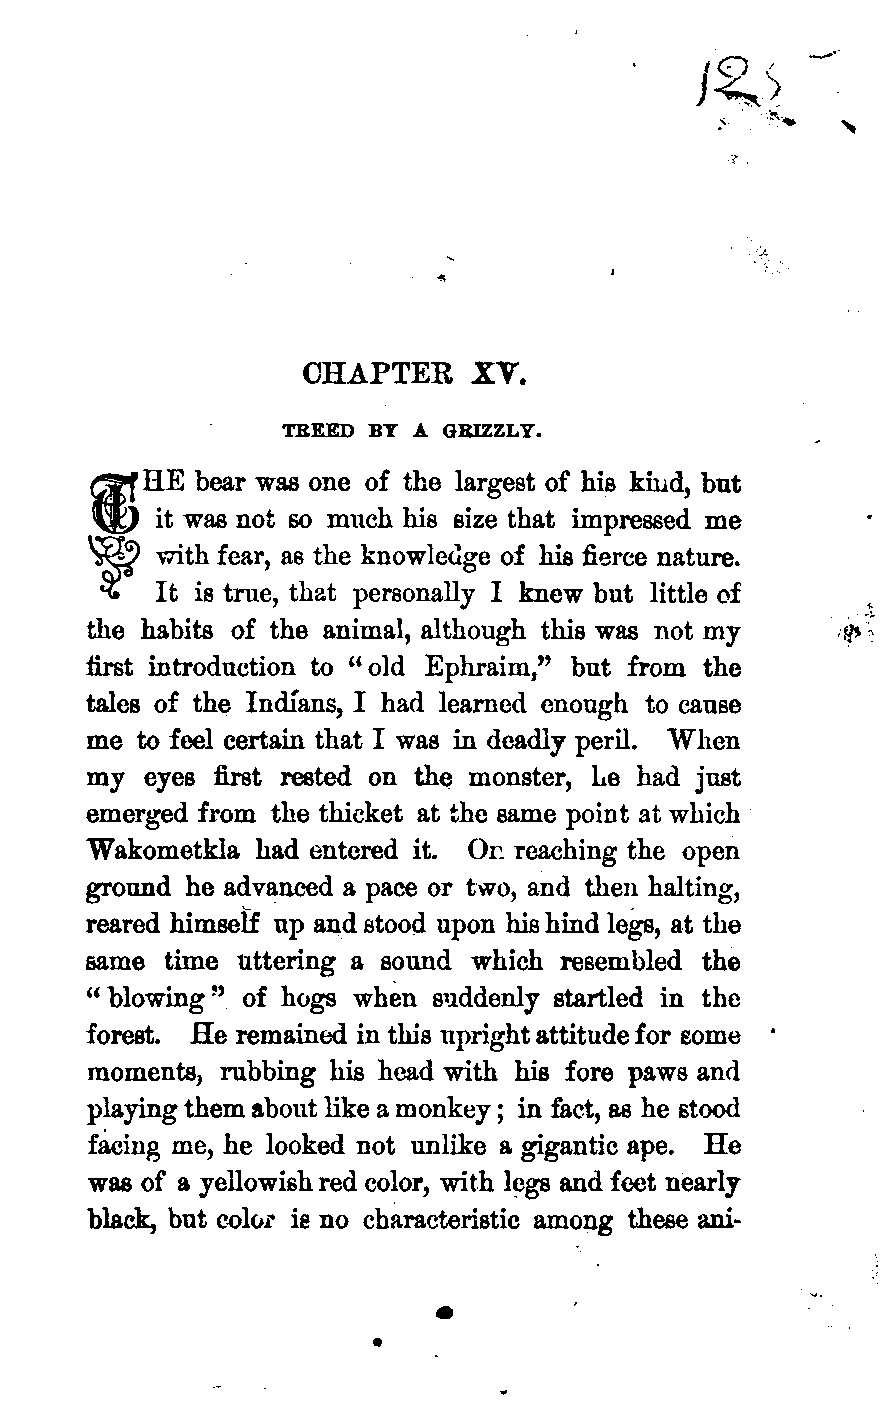 125
CHAPTER XV.
TREED BY A GRIZZLY.
THE bear was one of the largest of his kind, but
it was not so much his size that impressed me
with fear, as the knowledge of his fierce nature.
It is true, that personally I knew but little of
the habits of the animal, although this was not my
first introduction to “old Ephraim,” but from the
tales of the Indians, I had learned enough to cause
me to feel certain that I was in deadly peril. When
my eyes first rested on the monster, he had just
emerged from the thicket at the same point at which
Wakometkla had entered it. On reaching the open
ground he advanced a pace or two, and then halting,
reared himself up and stood upon his hind legs, at the
same time uttering a sound which resembled the
“blowing” of hogs when suddenly startled in the
forest. He remained in this upright attitude for some
moments, rubbing his head with his fore paws and
playing them about like a monkey; in fact, as he stood
facing me, he looked not unlike a gigantic ape. He
was of a yellowish red color, with legs and feet nearly
black, but color is no characteristic among these ani-